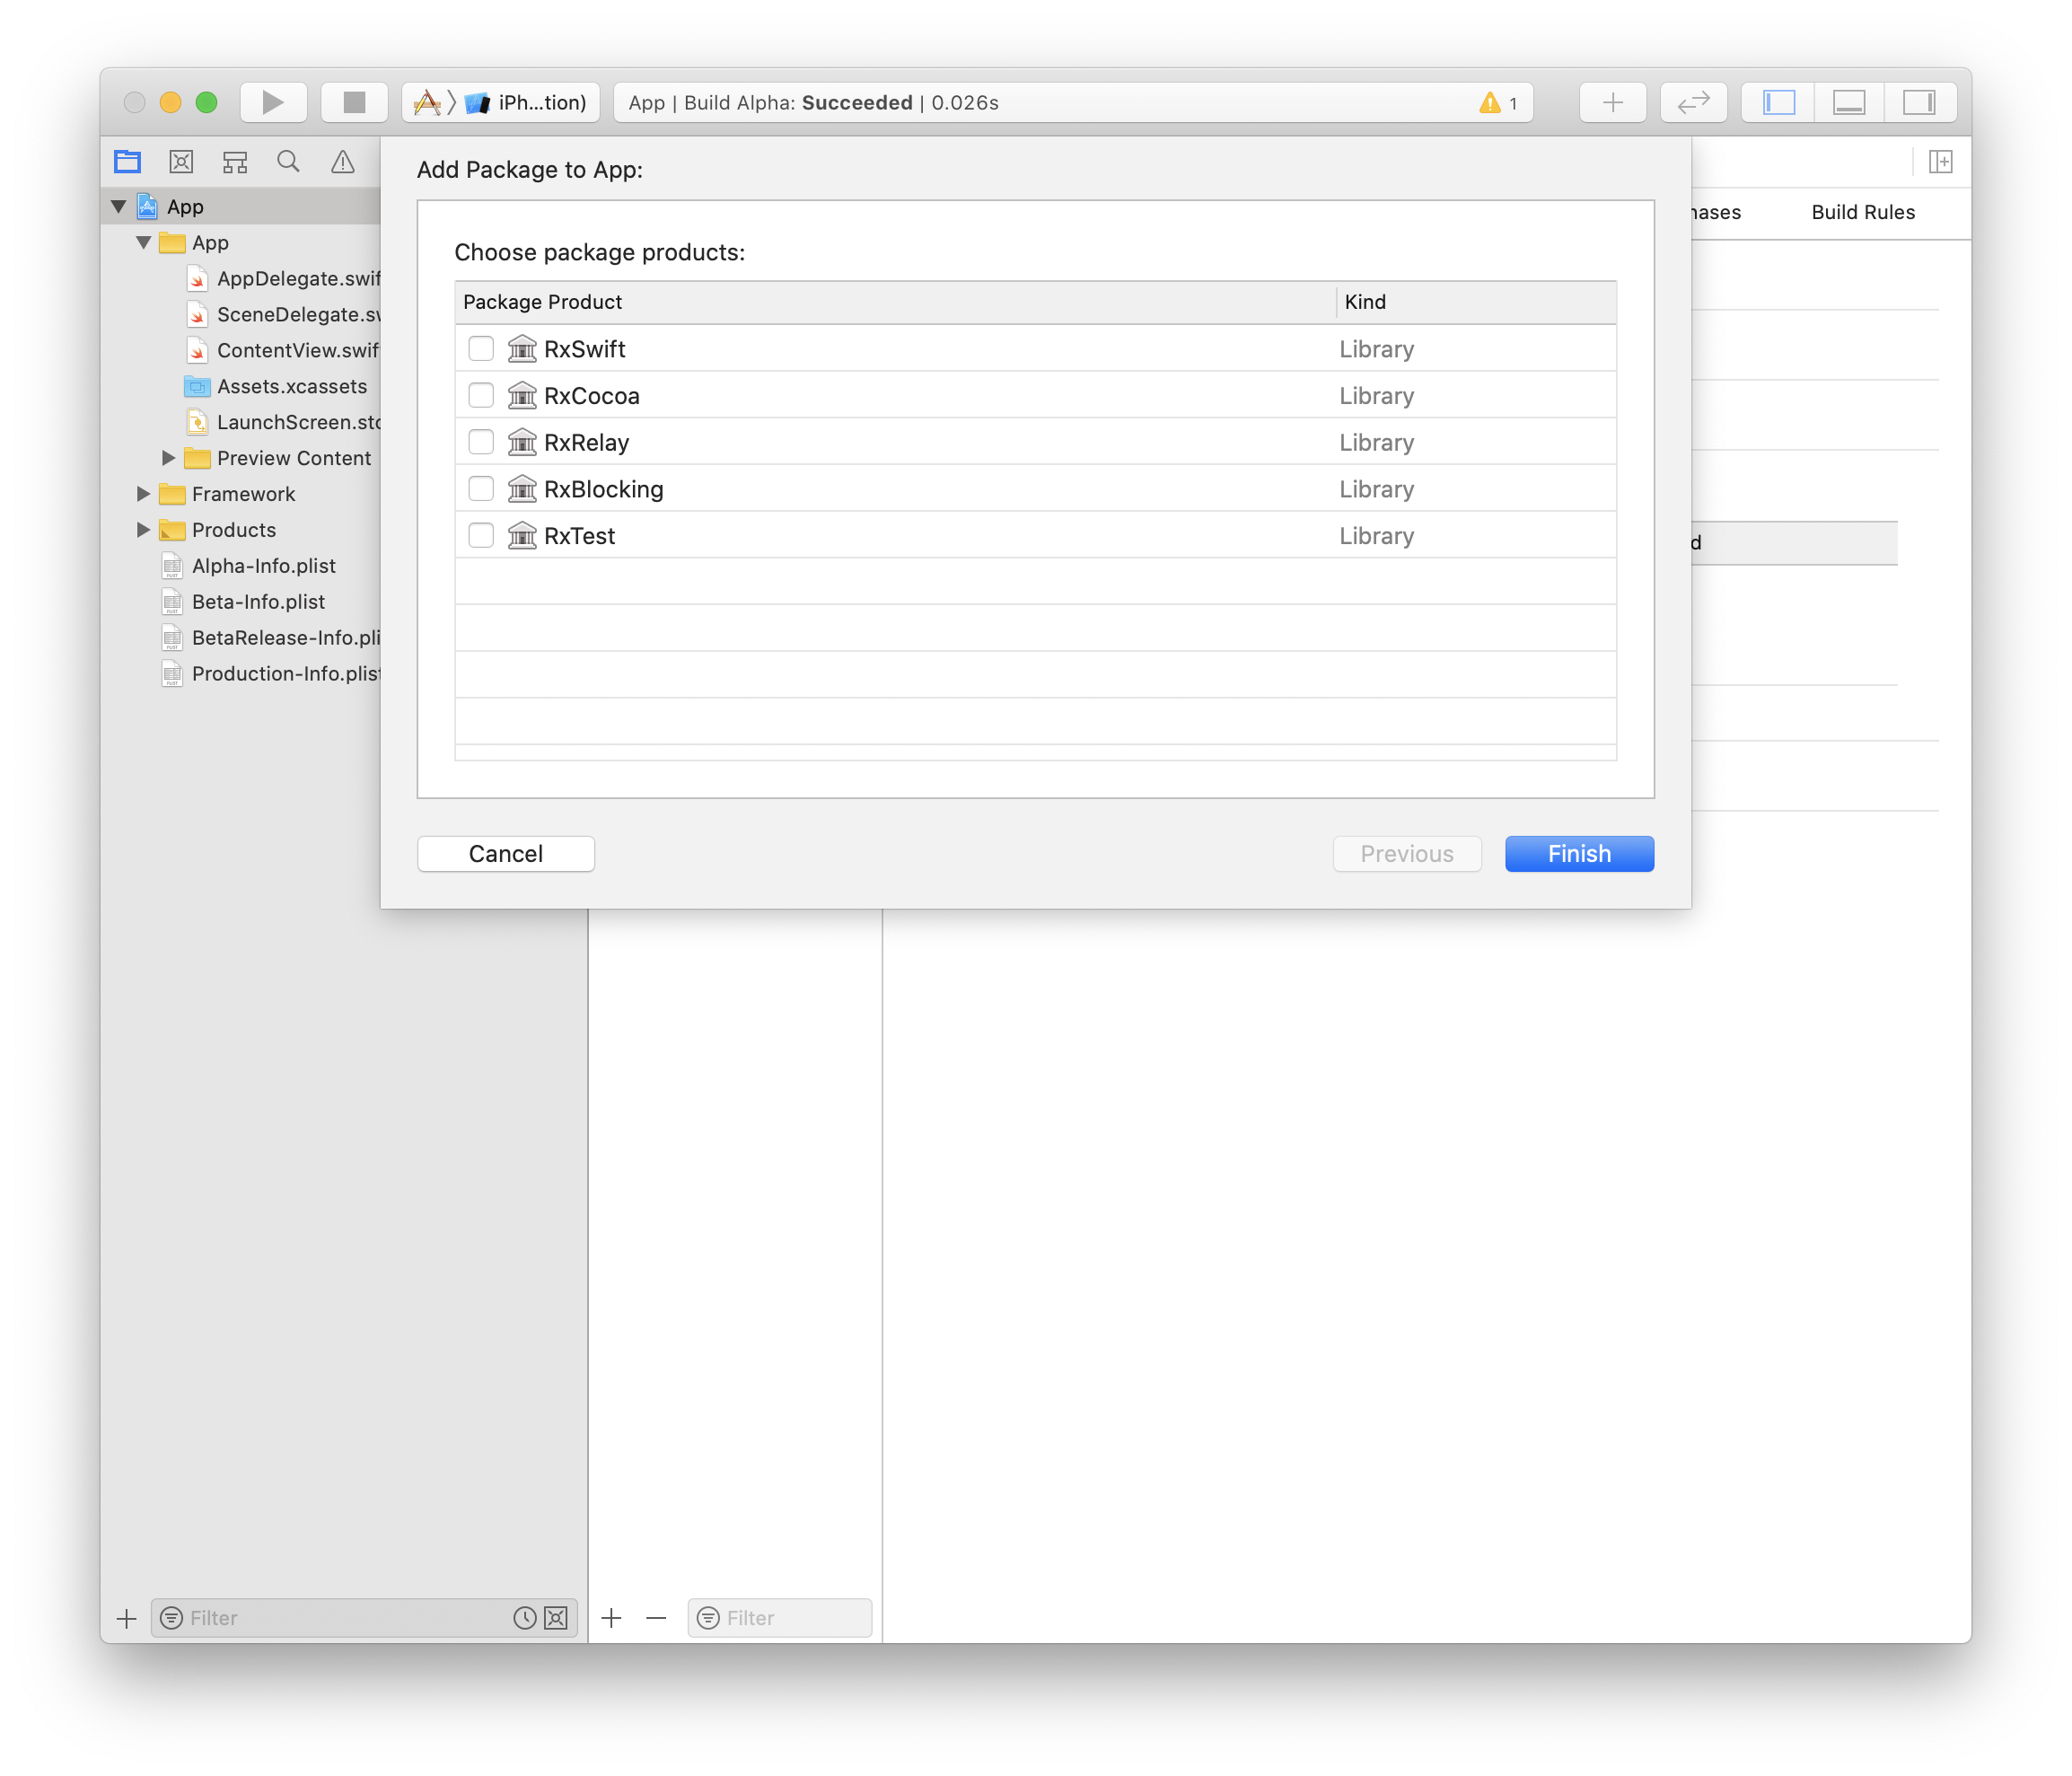 iPh...tion)
App | Build Alpha: Succeeded | 0.026s
1
Add Package to App:
App
App
AppDelegate.swif
SceneDelegate.sw
ContentView.swif
Assets.xcassets
LaunchScreen.sto
Preview Content
Framework
Products
Alpha-Info.plist
Beta-Info.plist
BetaRelease-Info.pli
Production-Info.plist
Choose package products:
Package Product Kind
RxSwift Library
RxCocoa Library
RxRelay Library
RxBlocking Library
RxTest Library
Cancel Previous Finish
hases Build Rules
d
Filter
Filter